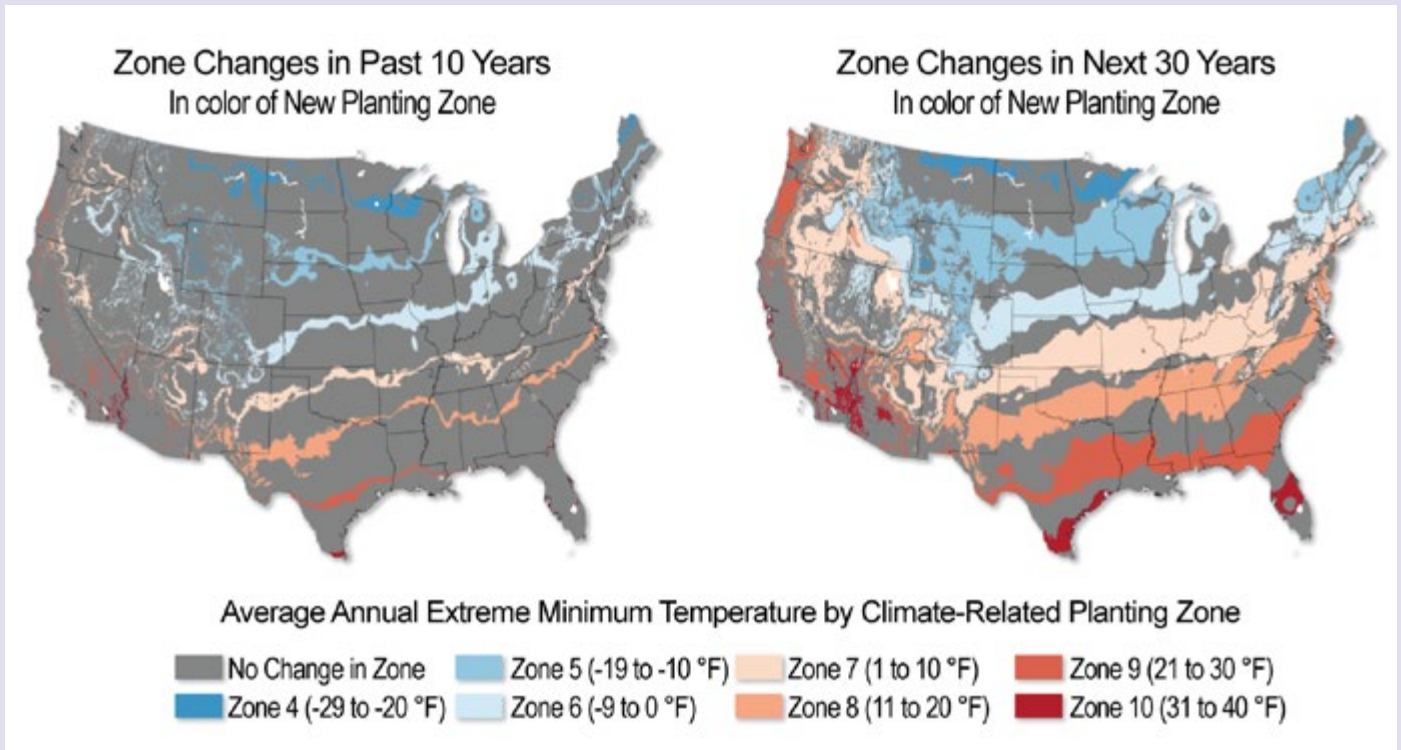 Zone Changes in Past 10 Years
In color of New Planting Zone
Zone Changes in Next 30 Years
In color of New Planting Zone
Average Annual Extreme Minimum Temperature by Climate-Related Planting Zone
No Change in Zone
Zone 5 (-19 to -10 °F)
Zone 7 (1 to 10 °F)
Zone 9 (21 to 30 °F)
Zone 4 (-29 to -20 °F)
Zone 6 (-9 to 0 °F)
Zone 8 (11 to 20 °F)
Zone 10 (31 to 40 °F)